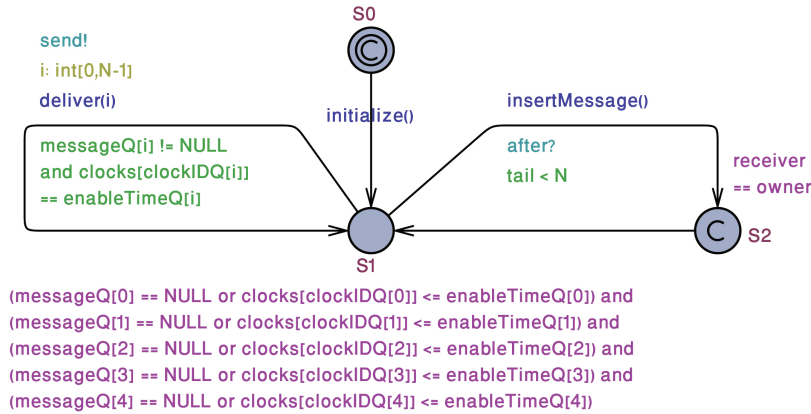 S0
send!
i: int[0,N-1]
deliver(i)
initialize()
insertMessage()
messageQ[i] != NULL
and clocks[clockIDQ[i]]
== enableTimeQ[i]
after?
tail < N
receiver
== owner
C
C
S1
S2
(messageQ[0] == NULL or clocks[clockIDQ[0]] <= enableTimeQ[0]) and
(messageQ[1] == NULL or clocks[clockIDQ[1]] <= enableTimeQ[1]) and
(messageQ[2] == NULL or clocks[clockIDQ[2]] <= enableTimeQ[2]) and
(messageQ[3] == NULL or clocks[clockIDQ[3]] <= enableTimeQ[3]) and
(messageQ[4] == NULL or clocks[clockIDQ[4]] <= enableTimeQ[4])